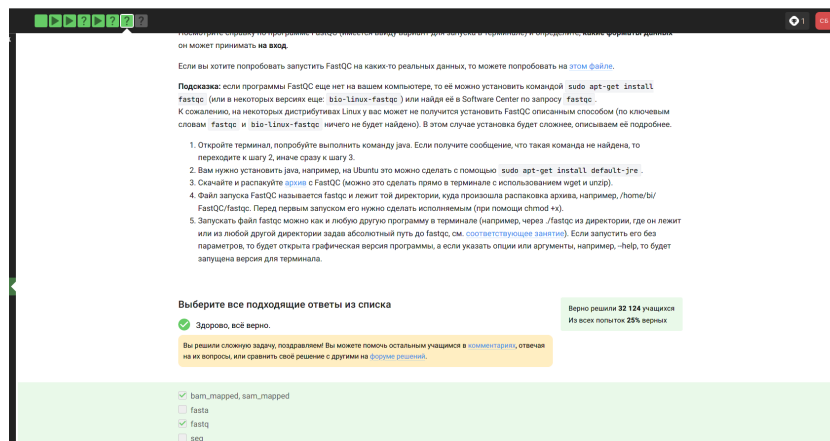 ? ? ? ?
1
СБ
Посмотрите справку по программе FastQC (имеется ввиду вариант для запуска в терминале) и определите, какие форматы данных
он может принимать на вход.
Если вы хотите попробовать запустить FastQC на каких-то реальных данных, то можете попробовать на этом файле.
Подсказка: если программы FastQC еще нет на вашем компьютере, то её можно установить командой sudo apt-get install
fastqc (или в некоторых версиях еще: bio-linux-fastqc) или найдя её в Software Center по запросу fastqc.
К сожалению, на некоторых дистрибутивах Linux у вас может не получится установить FastQC описанным способом (по ключевым
словам fastqc и bio-linux-fastqc ничего не будет найдено). В этом случае установка будет сложнее, описываем её подробнее.
1. Откройте терминал, попробуйте выполнить команду java. Если получите сообщение, что такая команда не найдена, то
переходите к шагу 2, иначе сразу к шагу 3.
2. Вам нужно установить java, например, на Ubuntu это можно сделать с помощью sudo apt-get install default-jre.
3. Скачайте и распакуйте архив с FastQC (можно это сделать прямо в терминале с использованием wget и unzip).
4. Файл запуска FastQC называется fastqc и лежит той директории, куда произошла распаковка архива, например, /home/bi/
FastQC/fastqc. Перед первым запуском его нужно сделать исполняемым (при помощи chmod +x).
5. Запускать файл fastqc можно как и любую другую программу в терминале (например, через ./fastqc из директории, где он лежит
или из любой другой директории задав абсолютный путь до fastqc, см. соответствующее занятие). Если запустить его без
параметров, то будет открыта графическая версия программы, а если указать опции или аргументы, например, --help, то будет
запущена версия для терминала.
Выберите все подходящие ответы из списка
Верно решили 32 124 учащихся
Из всех попыток 25% верных
Здорово, всё верно.
Вы решили сложную задачу, поздравляем! Вы можете помочь остальным учащимся в комментариях, отвечая
на их вопросы, или сравнить своё решение с другими на форуме решений.
bam_mapped, sam_mapped
fasta
fastq
seq